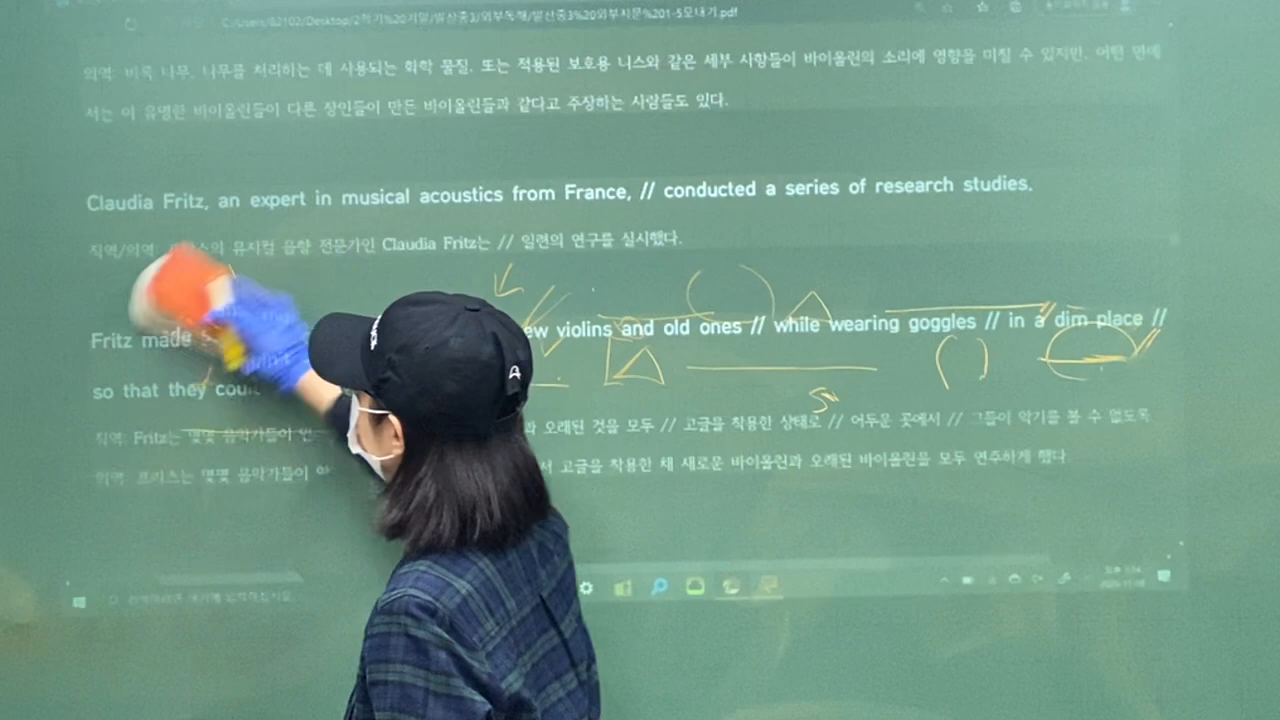 C:/Users/82102/Desktop/2학기%20기말/발산중3/외부독해/발산중3%20외부지문%201-5모내기.pdf
의역: 비록 나무, 나무를 처리하는 데 사용되는 화학 물질, 또는 적용된 보호용 니스와 같은 세부 사항들이 바이올린의 소리에 영향을 미칠 수 있지만, 어떤 면에
서는 이 유명한 바이올린들이 다른 장인들이 만든 바이올린들과 같다고 주장하는 사람들도 있다.
Claudia Fritz, an expert in musical acoustics from France, // conducted a series of research studies.
직역/의역: 의 뮤지컬 음향 전문가인 Claudia Fritz는 // 일련의 연구를 실시했다.
Fritz made violins and old ones // while wearing goggles // in a dim place //
so that they
직역: Fritz는 몇몇 음악가들이 오래된 것을 모두 // 고글을 착용한 상태로 // 어두운 곳에서 // 그들이 악기를 볼 수 없도록
의역: 프리츠는 몇몇 음악가들이 고글을 착용한 채 새로운 바이올린과 오래된 바이올린을 모두 연주하게 했다.